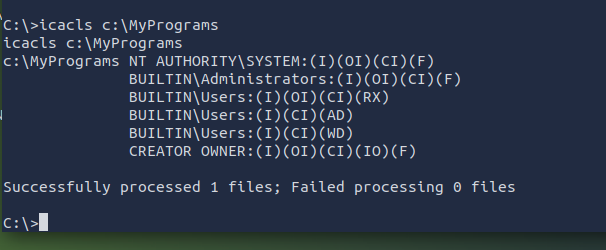 C:\>icacls c:\MyPrograms
icacls c:\MyPrograms
c:\MyPrograms NT AUTHORITY\SYSTEM:(I)(OI)(CI)(F)
BUILTIN\Administrators:(I)(OI)(CI)(F)
BUILTIN\Users:(I)(OI)(CI)(RX)
BUILTIN\Users:(I)(CI)(AD)
BUILTIN\Users:(I)(CI)(WD)
CREATOR OWNER:(I)(OI)(CI)(IO)(F)
Successfully processed 1 files; Failed processing 0 files
C:\>